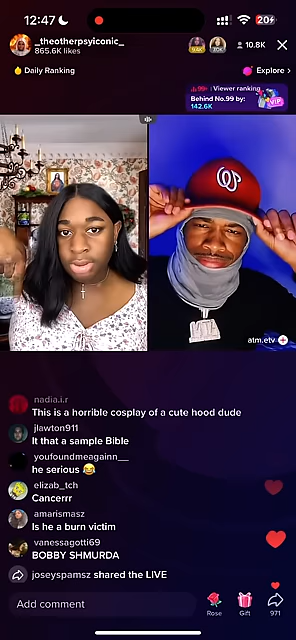 12:47
20
_theotherpsyiconic_
865.6K likes
10.8K
Daily Ranking
Explore >
99+ : Viewer ranking
Behind No.99 by:
142.6K
VIP
MTA
atm.etv
nadia.i.r
This is a horrible cosplay of a cute hood dude
jlawton911
It that a sample Bible
youfoundmeagainn__
he serious 😂
elizab_tch
Cancerrr
amarismasz
Is he a burn victim
vanessagotti69
BOBBY SHMURDA
joseyspamsz shared the LIVE
Add comment
Rose
Gift
971